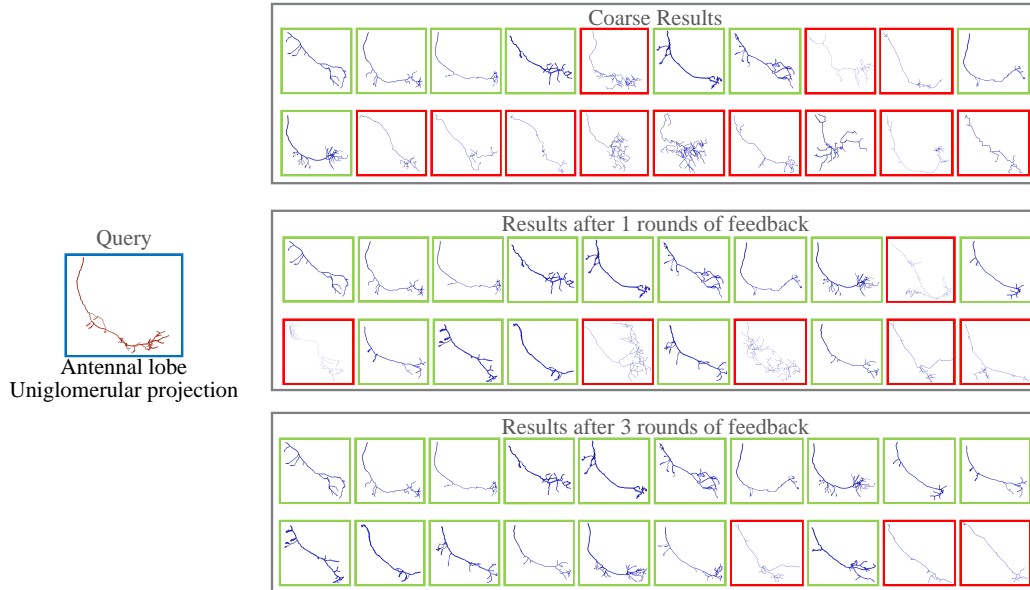 Coarse Results
Results after 1 rounds of feedback
Query
Antennal lobe
Uniglomerular projection
Results after 3 rounds of feedback